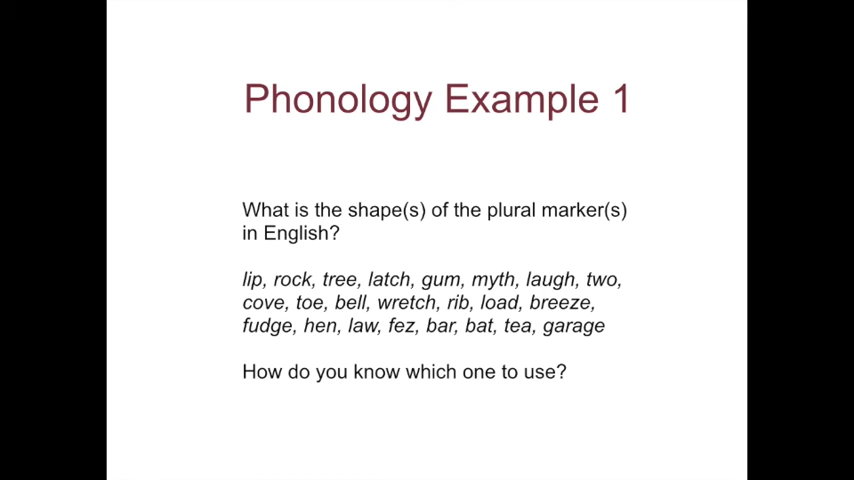 Phonology Example 1
What is the shape(s) of the plural marker(s)
in English?
lip, rock, tree, latch, gum, myth, laugh, two,
cove, toe, bell, wretch, rib, load, breeze,
fudge, hen, law, fez, bar, bat, tea, garage
How do you know which one to use?